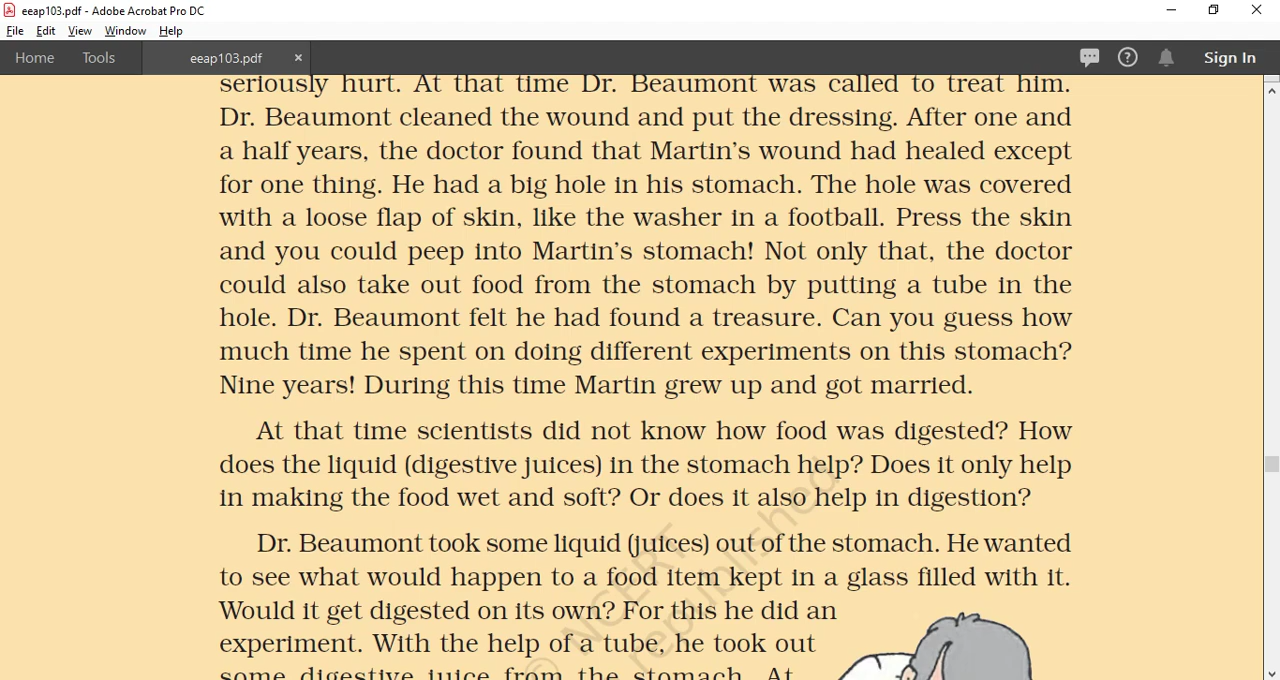 eeap103.pdf - Adobe Acrobat Pro DC
File Edit View Window Help
Home Tools eeap103.pdf × Sign In
seriously hurt. At that time Dr. Beaumont was called to treat him.
Dr. Beaumont cleaned the wound and put the dressing. After one and
a half years, the doctor found that Martin’s wound had healed except
for one thing. He had a big hole in his stomach. The hole was covered
with a loose flap of skin, like the washer in a football. Press the skin
and you could peep into Martin’s stomach! Not only that, the doctor
could also take out food from the stomach by putting a tube in the
hole. Dr. Beaumont felt he had found a treasure. Can you guess how
much time he spent on doing different experiments on this stomach?
Nine years! During this time Martin grew up and got married.
At that time scientists did not know how food was digested? How
does the liquid (digestive juices) in the stomach help? Does it only help
in making the food wet and soft? Or does it also help in digestion?
Dr. Beaumont took some liquid (juices) out of the stomach. He wanted
to see what would happen to a food item kept in a glass filled with it.
Would it get digested on its own? For this he did an
experiment. With the help of a tube, he took out
some digestive juice from the stomach. At
© NCERT
republished